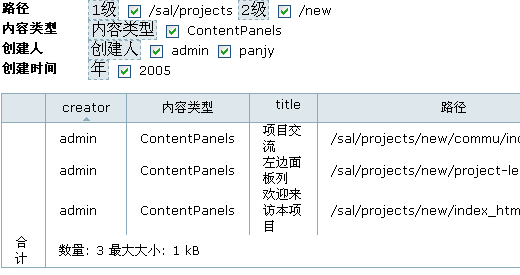 路径 1级 /sal/projects 2级 /new
内容类型 内容类型 ContentPanels
创建人 创建人 admin panjy
创建时间 年 2005
creator 内容类型 title 路径
admin ContentPanels 项目交流 /sal/projects/new/commu/ind
admin ContentPanels 左边面板列 /sal/projects/new/project-le
admin ContentPanels 欢迎来访本项目 /sal/projects/new/index_htm
合计 数量: 3 最大大小: 1 kB